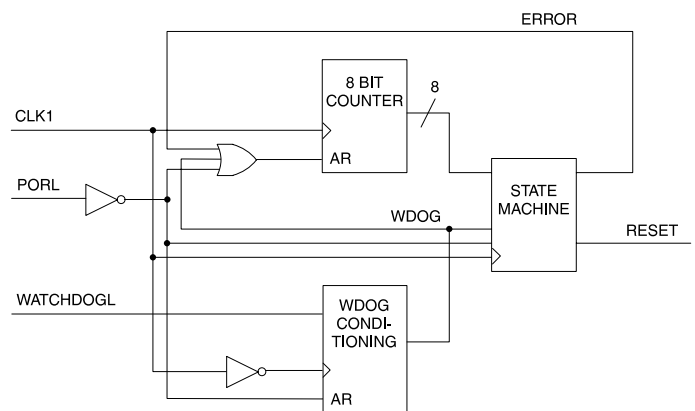 ERROR
8 BIT
COUNTER
8
CLK1
AR
PORL
STATE
MACHINE
WDOG
RESET
WATCHDOGL
WDOG
CONDI-
TIONING
AR